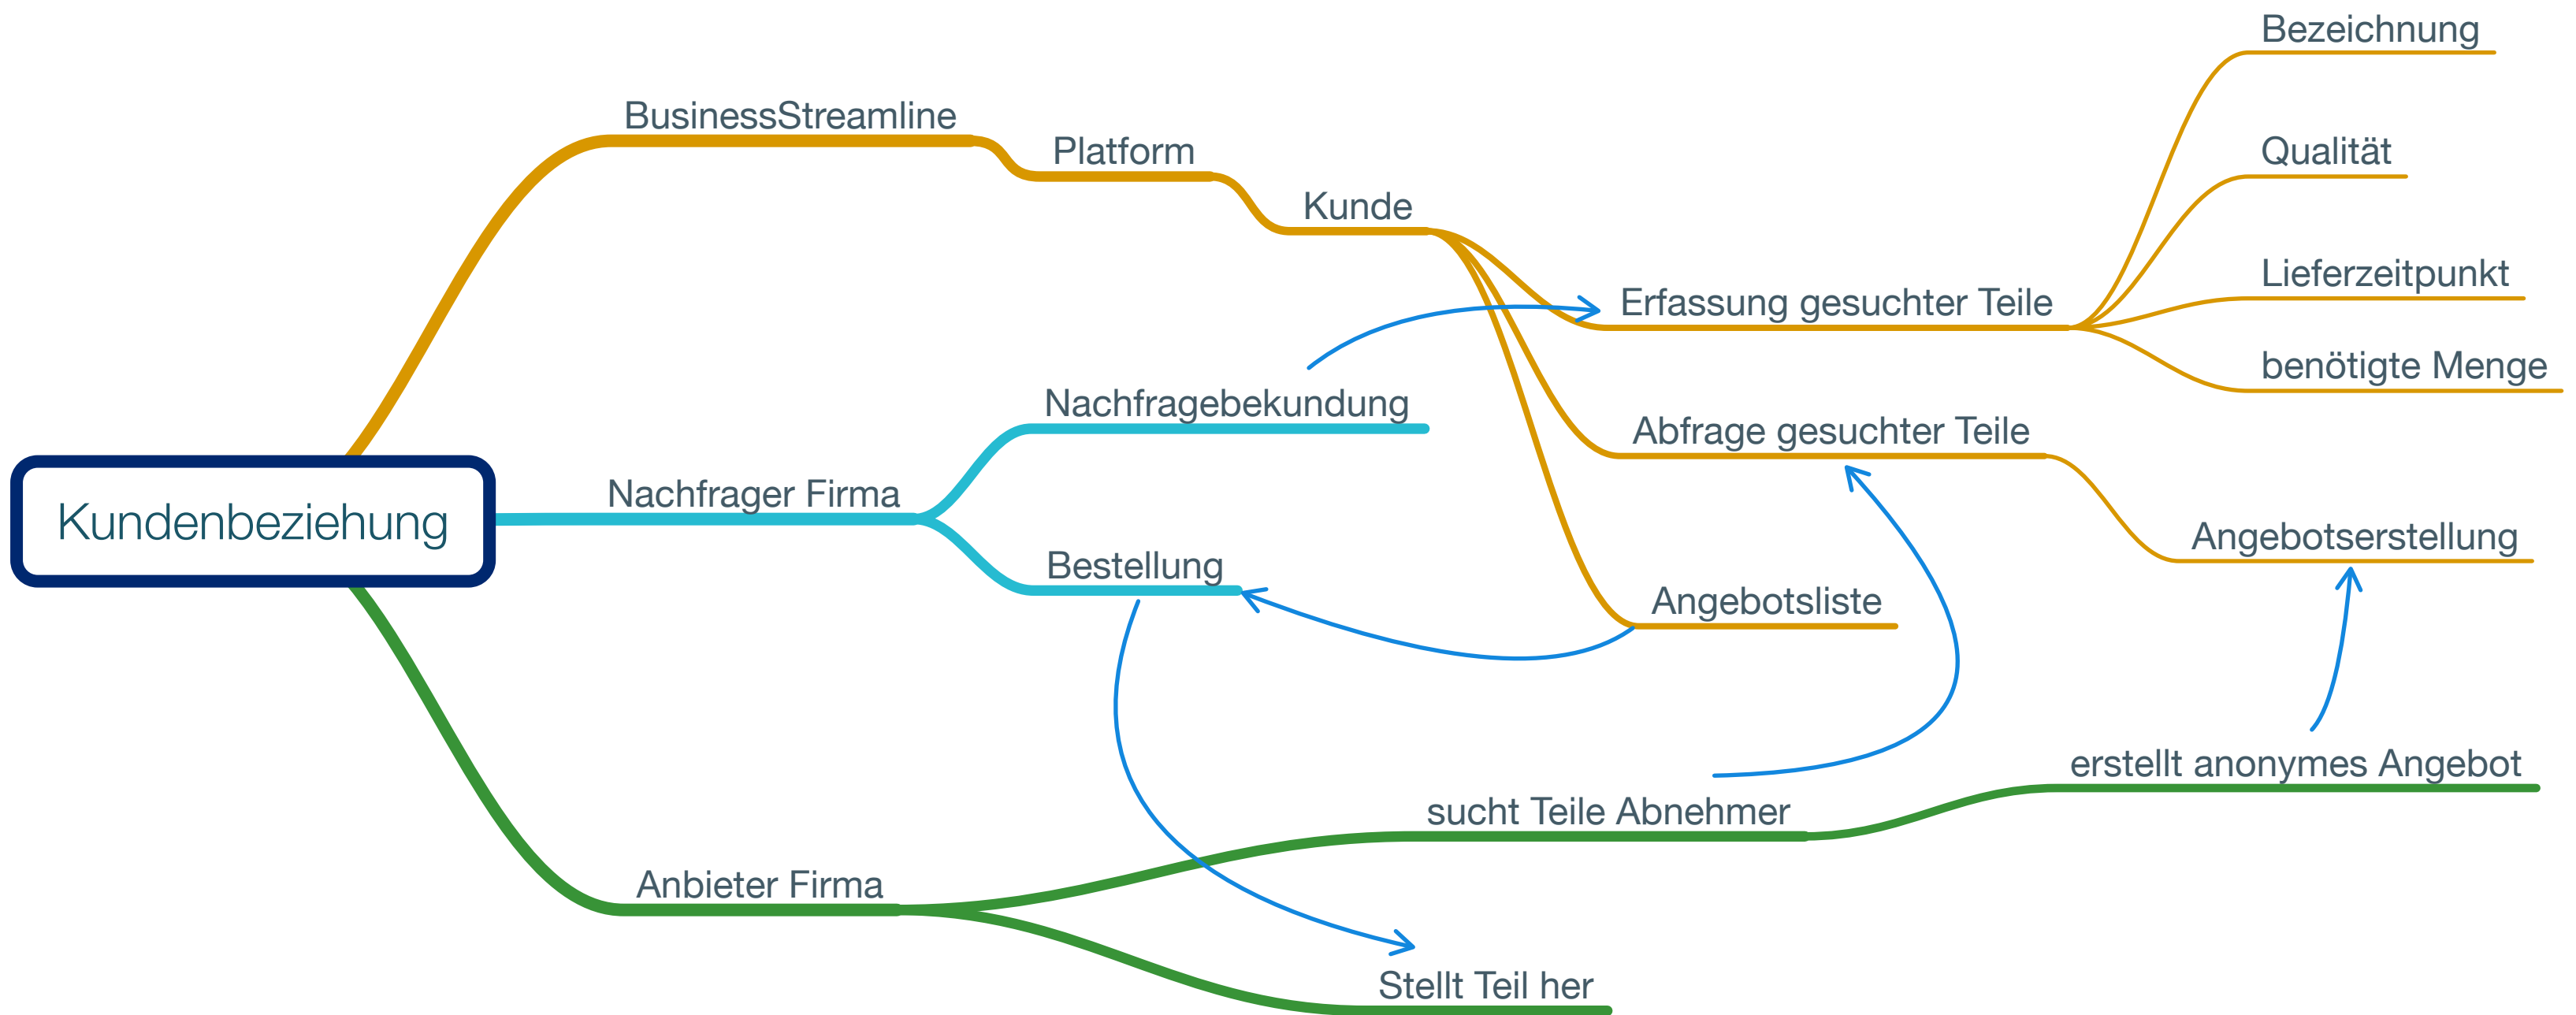 Kundenbeziehung
BusinessStreamline
Platform
Kunde
Erfassung gesuchter Teile
Bezeichnung
Qualität
Lieferzeitpunkt
benötigte Menge
Abfrage gesuchter Teile
Angebotserstellung
Angebotsliste
Nachfrager Firma
Nachfragebekundung
Bestellung
Anbieter Firma
sucht Teile Abnehmer
erstellt anonymes Angebot
Stellt Teil her